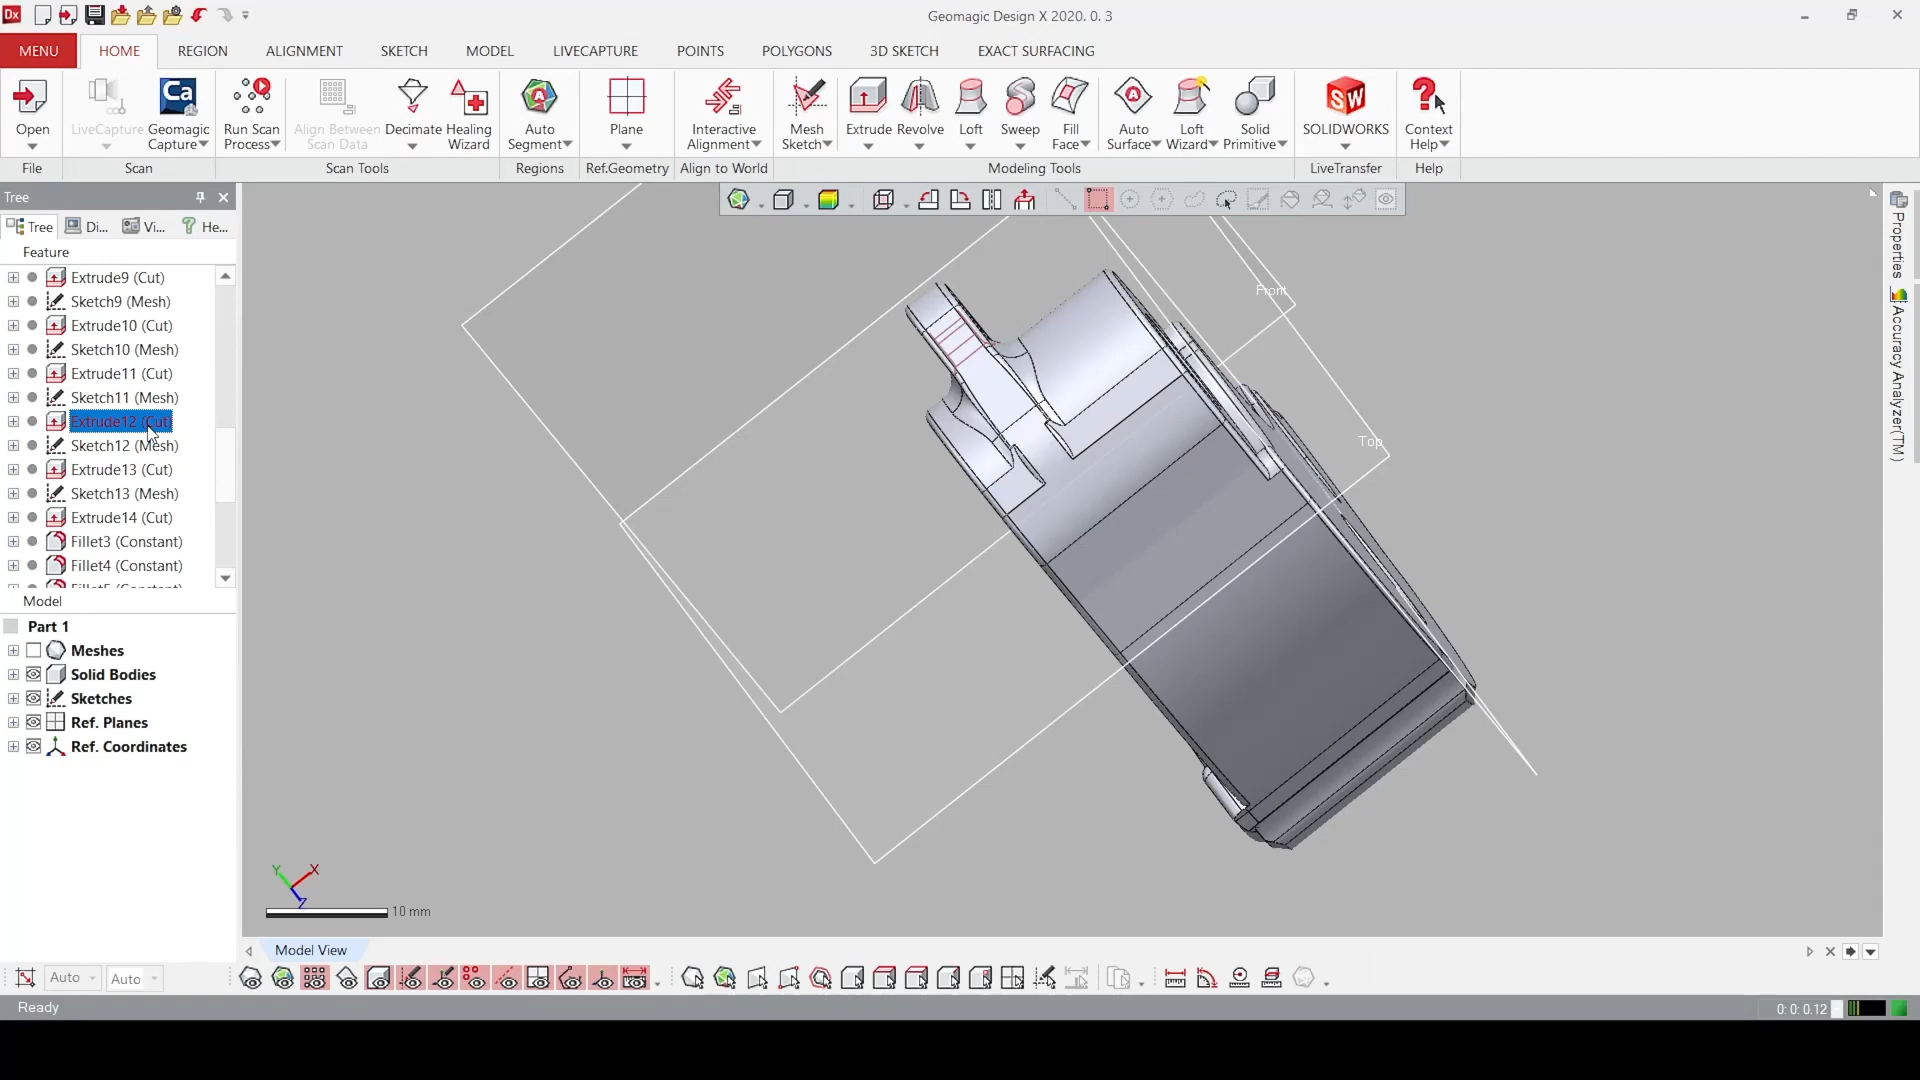 Dx
Geomagic Design X 2020. 0. 3
MENU HOME REGION ALIGNMENT SKETCH MODEL LIVECAPTURE POINTS POLYGONS 3D SKETCH EXACT SURFACING
Open
LiveCapture
Geomagic
Capture
Run Scan
Process
Align Between
Scan Data
Decimate
Healing
Wizard
Auto
Segment
Plane
Interactive
Alignment
Mesh
Sketch
Extrude
Revolve
Loft
Sweep
Fill
Face
Auto
Surface
Loft
Wizard
Solid
Primitive
SOLIDWORKS
Context
Help
File Scan Scan Tools Regions Ref.Geometry Align to World Modeling Tools LiveTransfer Help
Tree
Tree Di... Vi... He...
Feature
Extrude9 (Cut)
Sketch9 (Mesh)
Extrude10 (Cut)
Sketch10 (Mesh)
Extrude11 (Cut)
Sketch11 (Mesh)
Extrude12 (Cut)
Sketch12 (Mesh)
Extrude13 (Cut)
Sketch13 (Mesh)
Extrude14 (Cut)
Fillet3 (Constant)
Fillet4 (Constant)
Model
Part 1
Meshes
Solid Bodies
Sketches
Ref. Planes
Ref. Coordinates
Front
Top
Y X
Z
10 mm
Properties
Accuracy Analyzer(TM)
Model View
Auto Auto
Ready
0: 0: 0.12